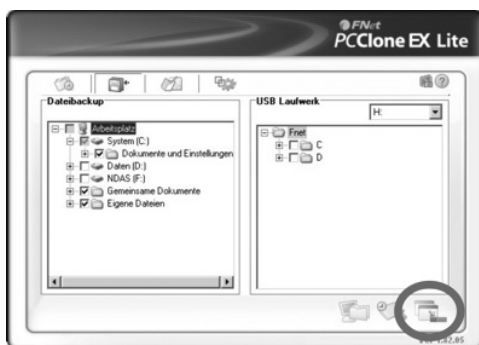 FNet
PCClone EX Lite
Dateibackup
Arbeitsplatz
System (C:)
Dokumente und Einstellungen
Daten (D:)
NDAS (F:)
Gemeinsame Dokumente
Eigene Dateien
USB Laufwerk
H:
Fnet
C
D